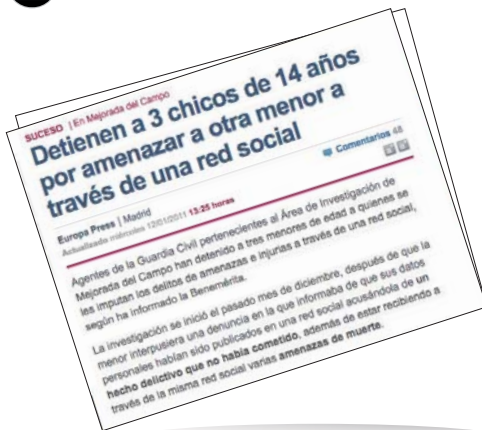 SUCESO | En Mejorada del Campo
Detienen a 3 chicos de 14 años
por amenazar a otra menor a
través de una red social
Europa Press | Madrid
Comentarios 48
Actualizado miércoles 12/01/2011 13:25 horas
Agentes de la Guardia Civil pertenecientes al Área de Investigación de
Mejorada del Campo han detenido a tres menores de edad a quienes se
les imputan los delitos de amenazas e injurias a través de una red social,
según ha informado la Benemérita.
La investigación se inició el pasado mes de diciembre, después de que la
menor interpusiera una denuncia en la que informaba de que sus datos
personales habían sido publicados en una red social acusándola de un
hecho delictivo que no había cometido, además de estar recibiendo a
través de la misma red social varias amenazas de muerte.